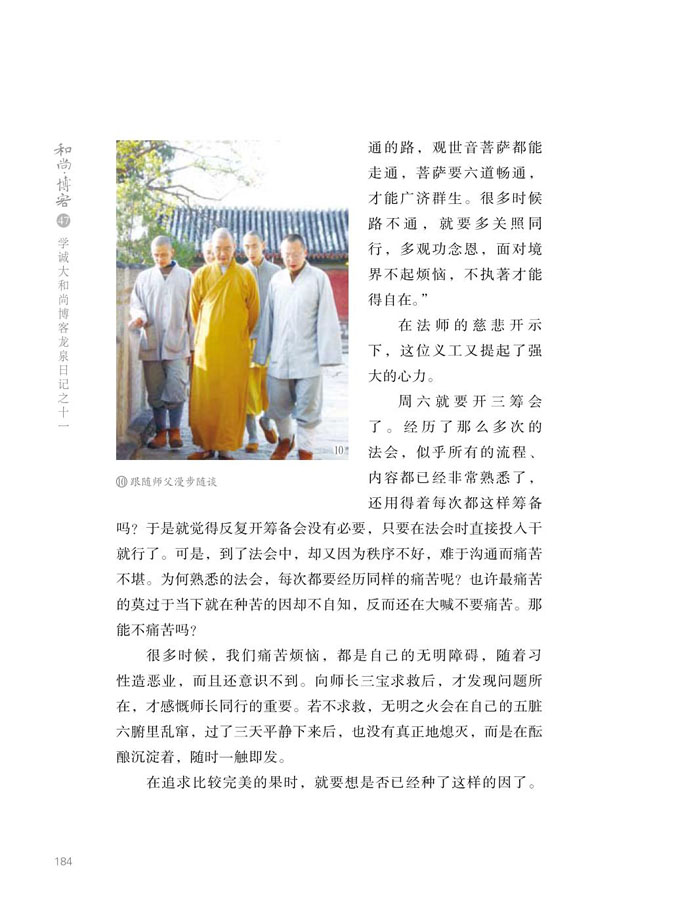 和尚·博客
47
学诚大和尚博客龙泉日记之十一
10
⑩跟随师父漫步随谈
通的路，观世音菩萨都能
走通，菩萨要六道畅通，
才能广济群生。很多时候
路不通，就要多关照同
行，多观功念恩，面对境
界不起烦恼，不执著才能
得自在。”
在法师的慈悲开示
下，这位义工又提起了强
大的心力。
周六就要开三筹会
了。经历了那么多次的
法会，似乎所有的流程、
内容都已经非常熟悉了，
还用得着每次都这样筹备
吗？于是就觉得反复开筹备会没有必要，只要在法会时直接投入干
就行了。可是，到了法会中，却又因为秩序不好，难于沟通而痛苦
不堪。为何熟悉的法会，每次都要经历同样的痛苦呢？也许最痛苦
的莫过于当下就在种苦的因却不自知，反而还在大喊不要痛苦。那
能不痛苦吗？
很多时候，我们痛苦烦恼，都是自己的无明障碍，随着习
性造恶业，而且还意识不到。向师长三宝求救后，才发现问题所
在，才感慨师长同行的重要。若不求救，无明之火会在自己的五脏
六腑里乱窜，过了三天平静下来后，也没有真正地熄灭，而是在酝
酿沉淀着，随时一触即发。
在追求比较完美的果时，就要想是否已经种了这样的因了。
184